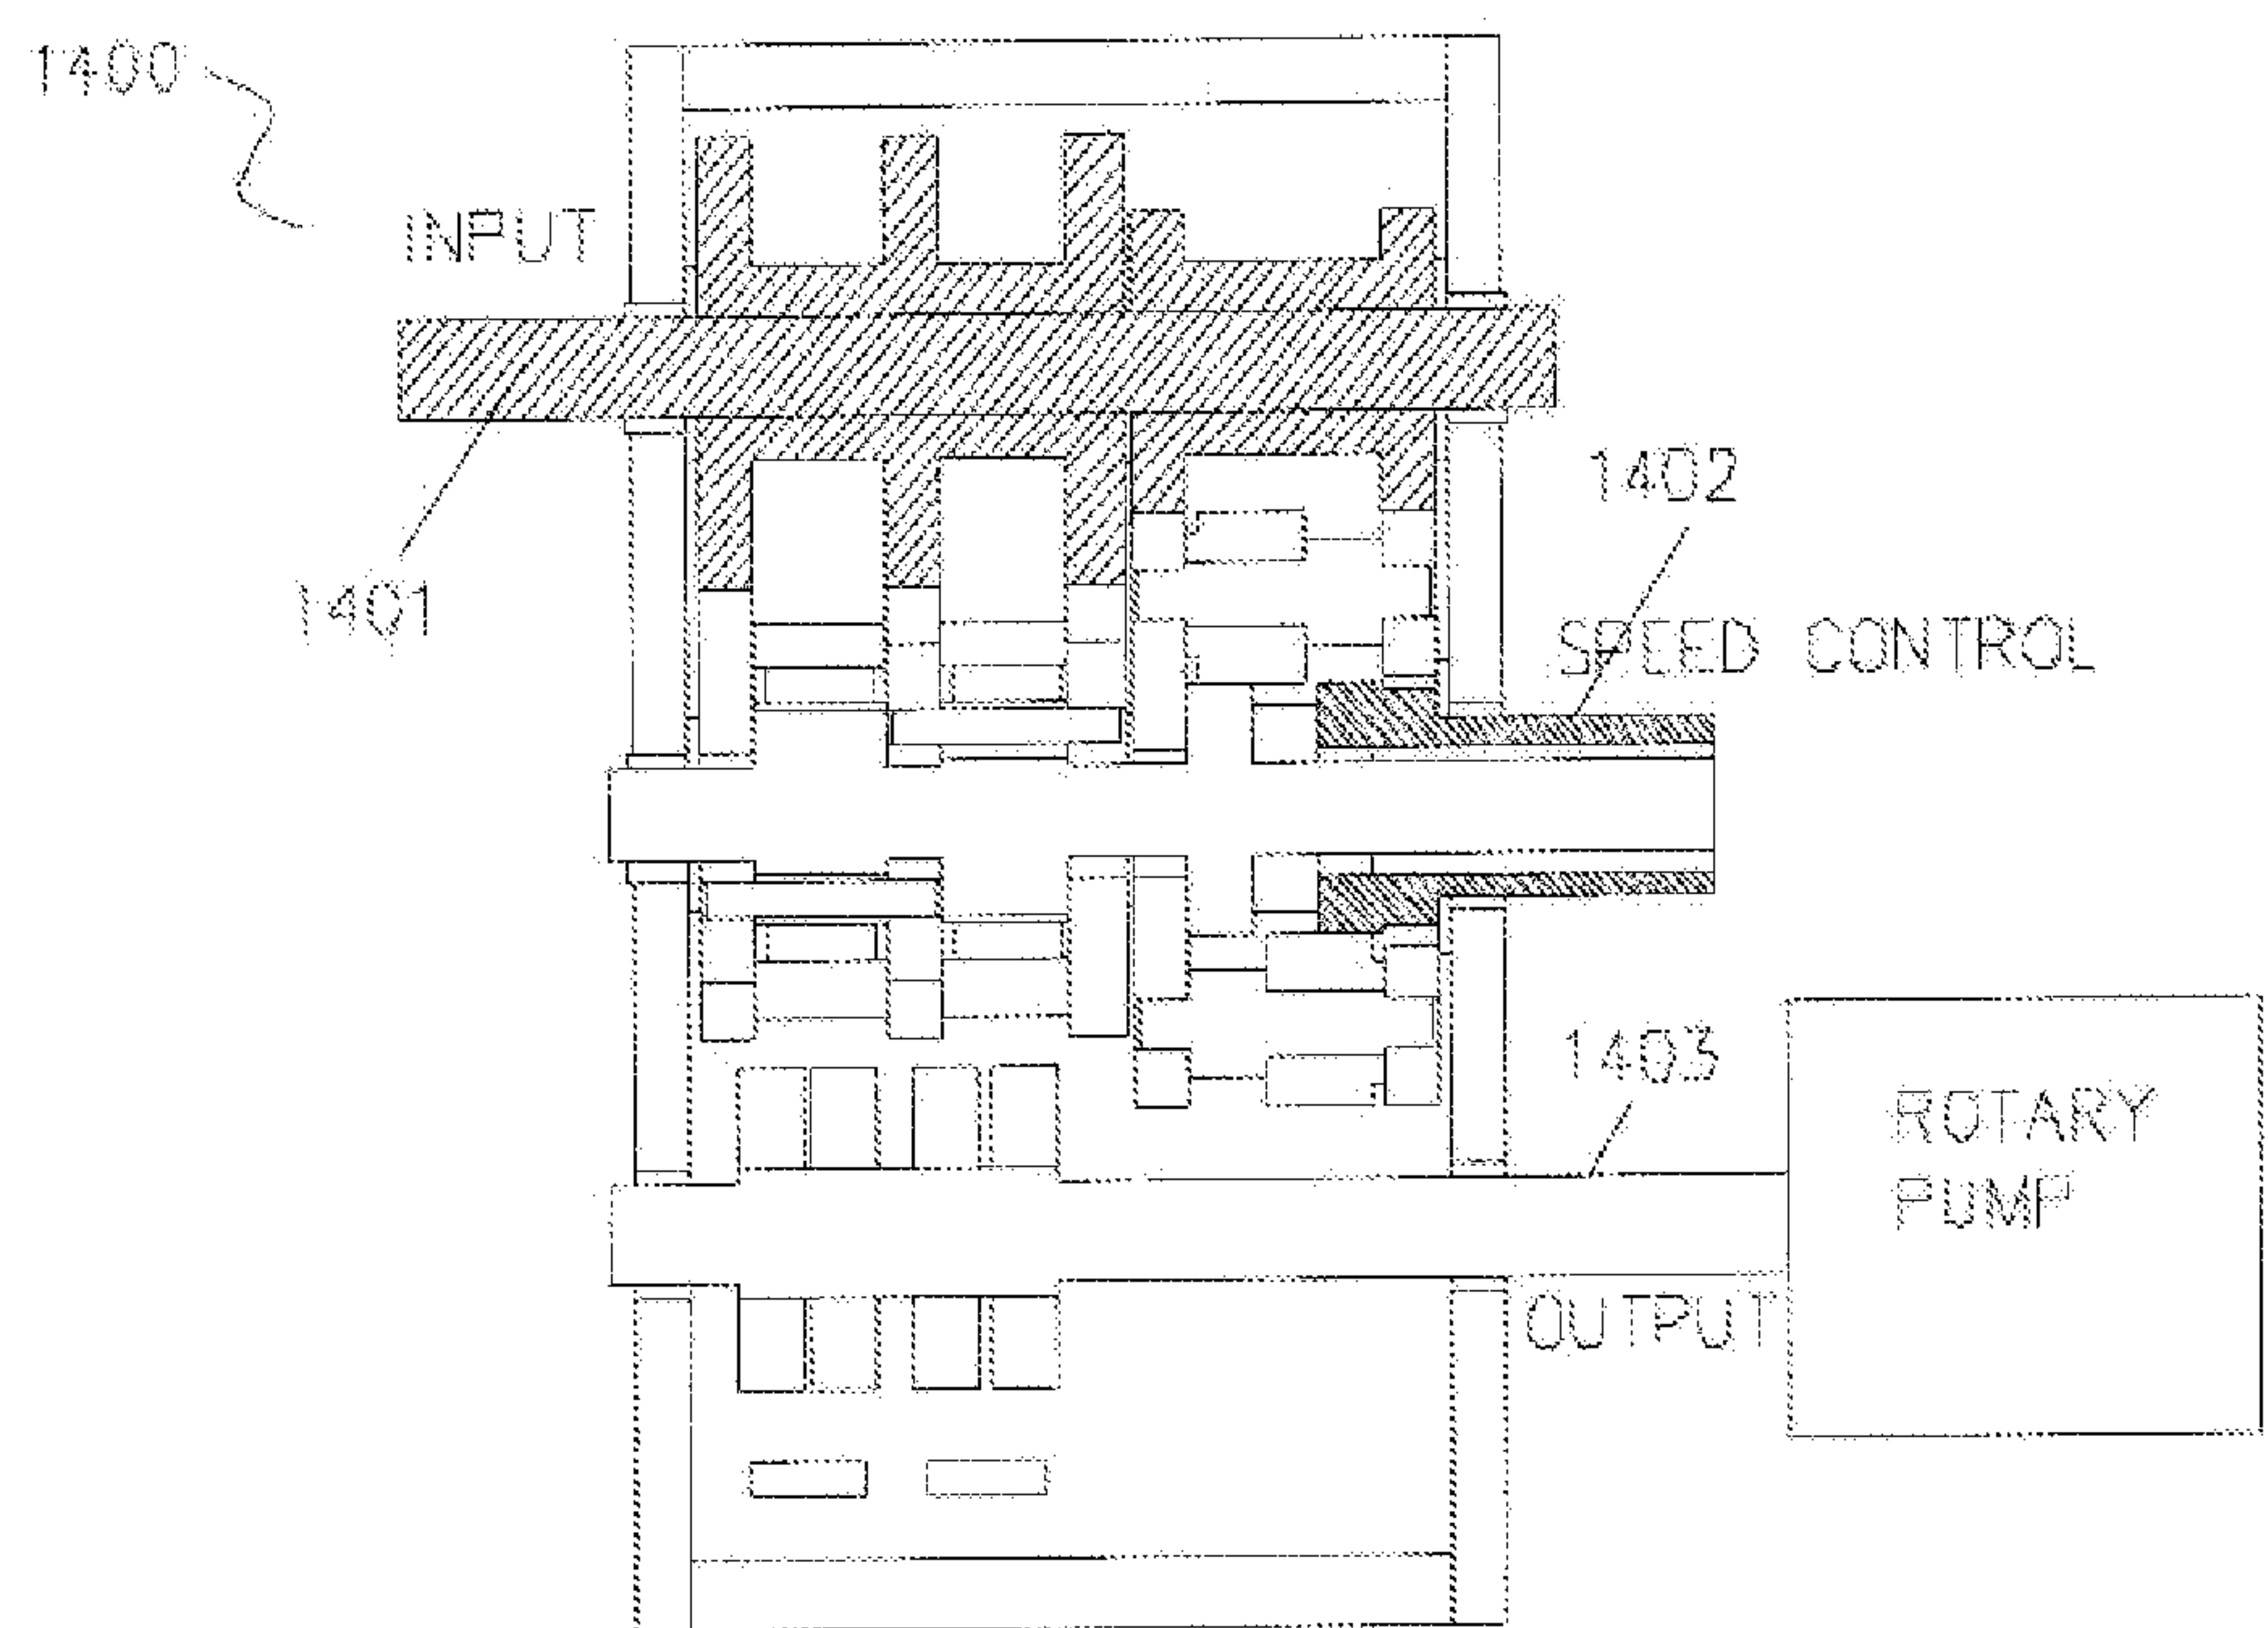 1400
INPUT
1401
1402
SPEED CONTROL
1403
ROTARY
PUMP
OUTPUT